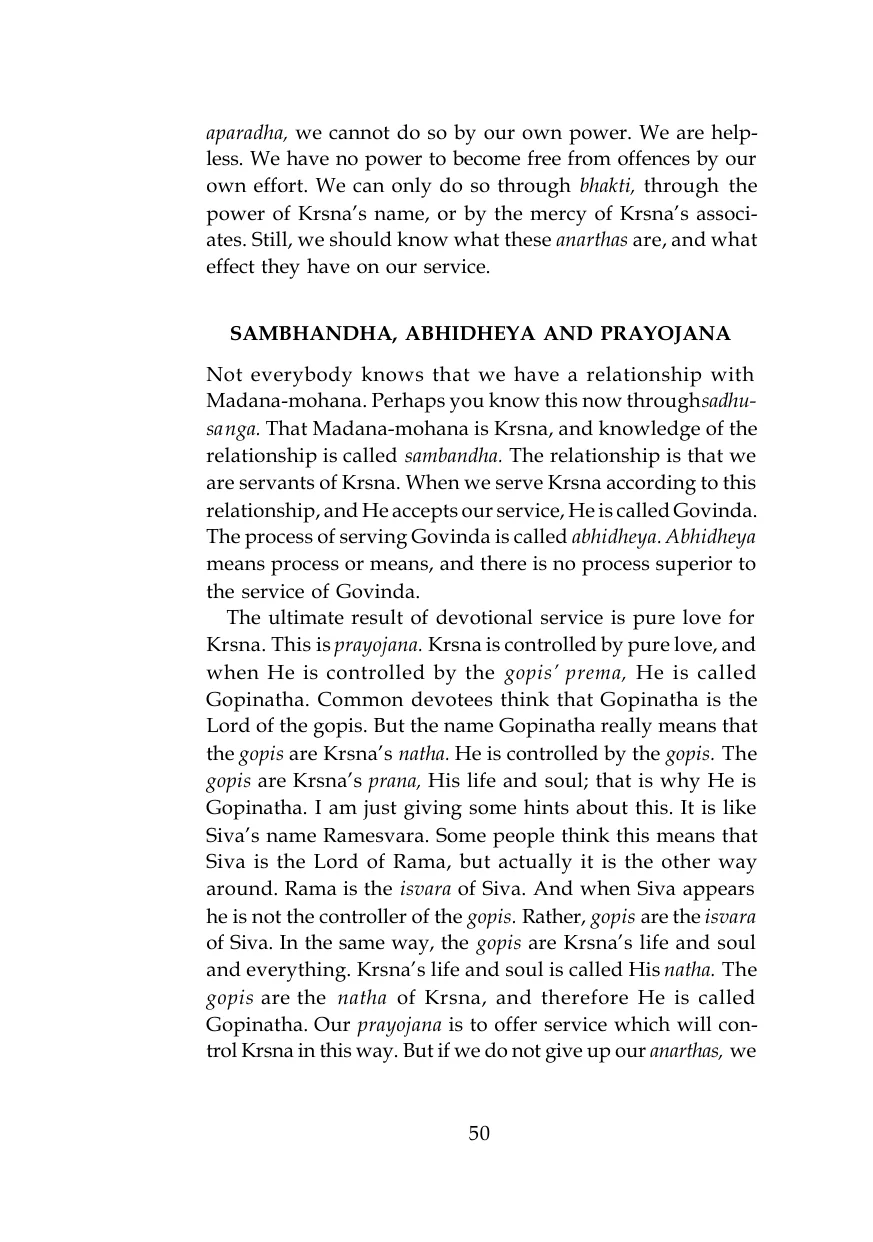 aparadha, we cannot do so by our own power. We are help-
less. We have no power to become free from offences by our
own effort. We can only do so through bhakti, through the
power of Krsna’s name, or by the mercy of Krsna’s associ-
ates. Still, we should know what these anarthas are, and what
effect they have on our service.
SAMBHANDHA, ABHIDHEYA AND PRAYOJANA
Not everybody knows that we have a relationship with
Madana-mohana. Perhaps you know this now throughsadhu-
sanga. That Madana-mohana is Krsna, and knowledge of the
relationship is called sambandha. The relationship is that we
are servants of Krsna. When we serve Krsna according to this
relationship, and He accepts our service, He is called Govinda.
The process of serving Govinda is called abhidheya. Abhidheya
means process or means, and there is no process superior to
the service of Govinda.
The ultimate result of devotional service is pure love for
Krsna. This is prayojana. Krsna is controlled by pure love, and
when He is controlled by the gopis’ prema, He is called
Gopinatha. Common devotees think that Gopinatha is the
Lord of the gopis. But the name Gopinatha really means that
the gopis are Krsna’s natha. He is controlled by the gopis. The
gopis are Krsna’s prana, His life and soul; that is why He is
Gopinatha. I am just giving some hints about this. It is like
Siva’s name Ramesvara. Some people think this means that
Siva is the Lord of Rama, but actually it is the other way
around. Rama is the isvara of Siva. And when Siva appears
he is not the controller of the gopis. Rather, gopis are the isvara
of Siva. In the same way, the gopis are Krsna’s life and soul
and everything. Krsna’s life and soul is called His natha. The
gopis are the natha of Krsna, and therefore He is called
Gopinatha. Our prayojana is to offer service which will con-
trol Krsna in this way. But if we do not give up our anarthas, we
50